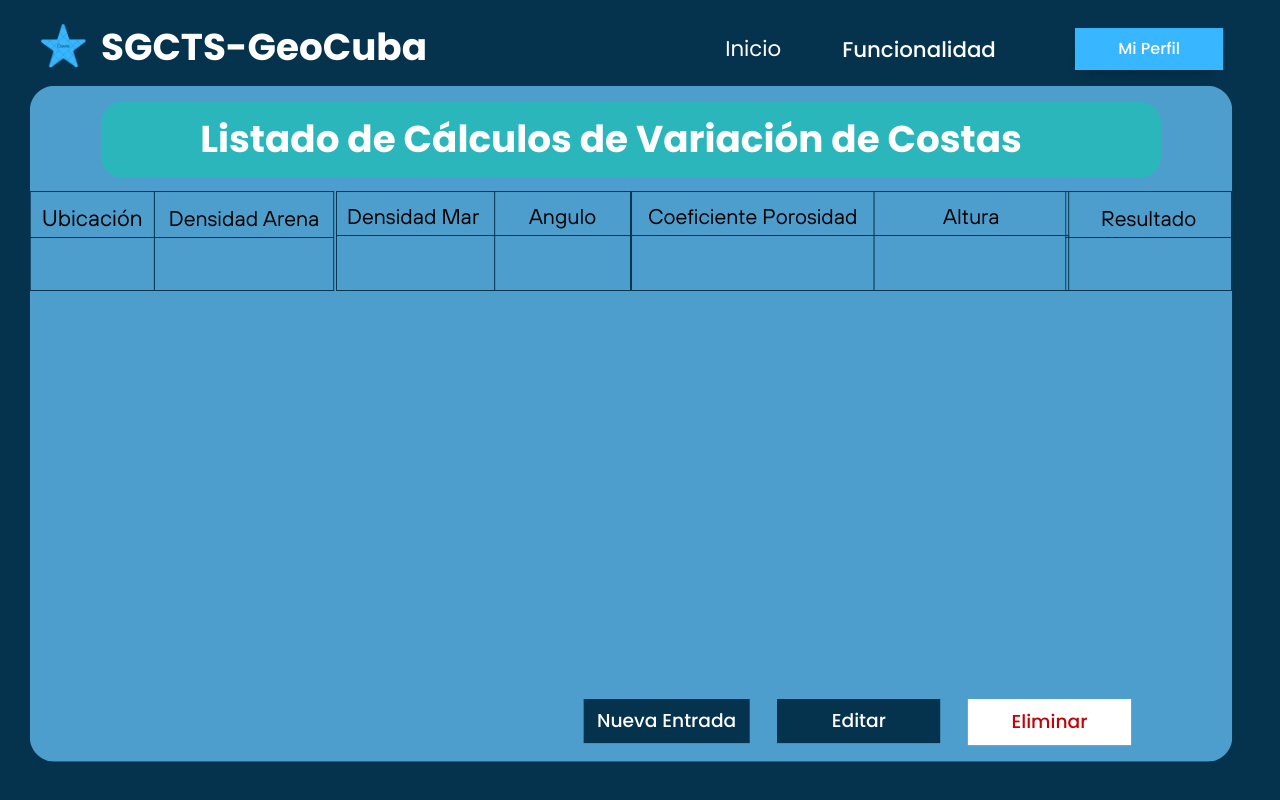 SGCTS-GeoCuba
Inicio
Funcionalidad
Mi Perfil
Listado de Cálculos de Variación de Costas
Ubicación
Densidad Arena
Densidad Mar
Angulo
Coeficiente Porosidad
Altura
Resultado
Nueva Entrada
Editar
Eliminar